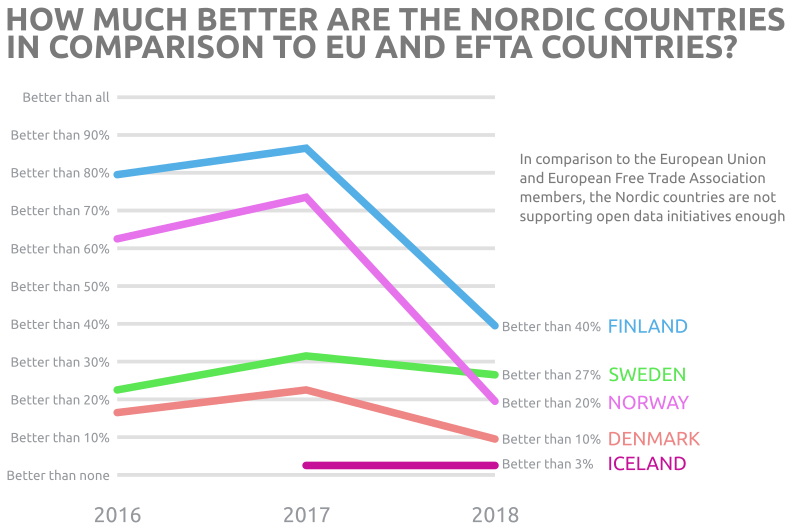 HOW MUCH BETTER ARE THE NORDIC COUNTRIES
IN COMPARISON TO EU AND EFTA COUNTRIES?
Better than all
Better than 90%
Better than 80%
Better than 70%
Better than 60%
Better than 50%
Better than 40%
Better than 30%
Better than 20%
Better than 10%
Better than none
In comparison to the European Union
and European Free Trade Association
members, the Nordic countries are not
supporting open data initiatives enough
Better than 40% FINLAND
Better than 27% SWEDEN
Better than 20% NORWAY
Better than 10% DENMARK
Better than 3% ICELAND
2016 2017 2018